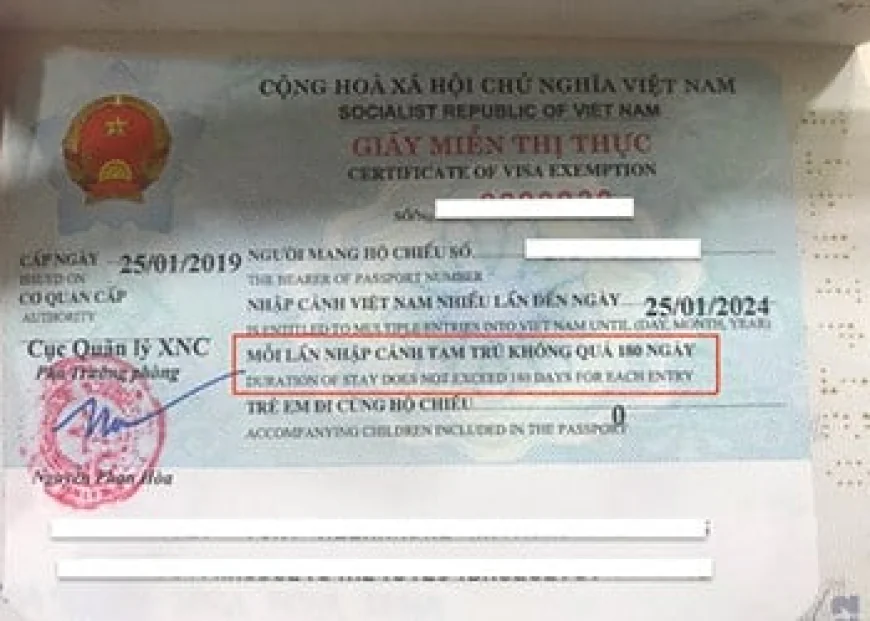 CỘNG HOÀ XÃ HỘI CHỦ NGHĨA VIỆT NAM
SOCIALIST REPUBLIC OF VIET NAM
GIẤY MIỄN THỊ THỰC
CERTIFICATE OF VISA EXEMPTION
SỐ/No
CẤP NGÀY 25/01/2019
ISSUED ON
CƠ QUAN CẤP
AUTHORITY
Cục Quản lý XNC
Phó Trưởng phòng
Nguyễn Phan Hòa
NGƯỜI MANG HỘ CHIẾU SỐ
THE BEARER OF PASSPORT NUMBER
NHẬP CẢNH VIỆT NAM NHIỀU LẦN ĐẾN NGÀY 25/01/2024
IS ENTITLED TO MULTIPLE ENTRIES INTO VIET NAM UNTIL (DAY, MONTH, YEAR)
MỖI LẦN NHẬP CẢNH TẠM TRÚ KHÔNG QUÁ 180 NGÀY
DURATION OF STAY DOES NOT EXCEED 180 DAYS FOR EACH ENTRY
TRẺ EM ĐI CÙNG HỘ CHIẾU 0
ACCOMPANYING CHILDREN INCLUDED IN THE PASSPORT